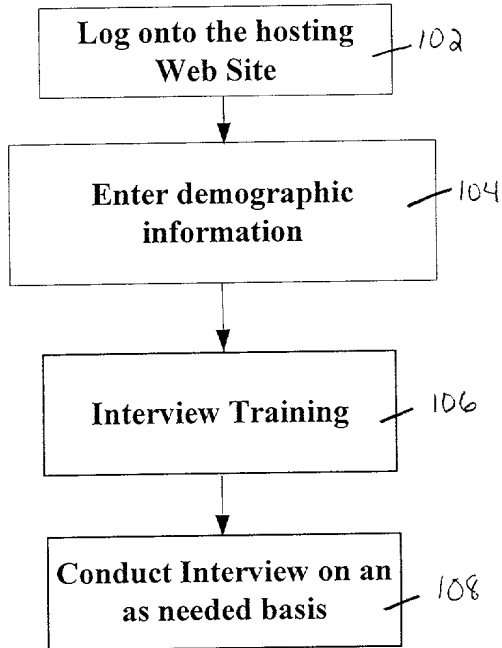 Log onto the hosting
Web Site
102
Enter demographic
information
104
Interview Training
106
Conduct Interview on an
as needed basis
108